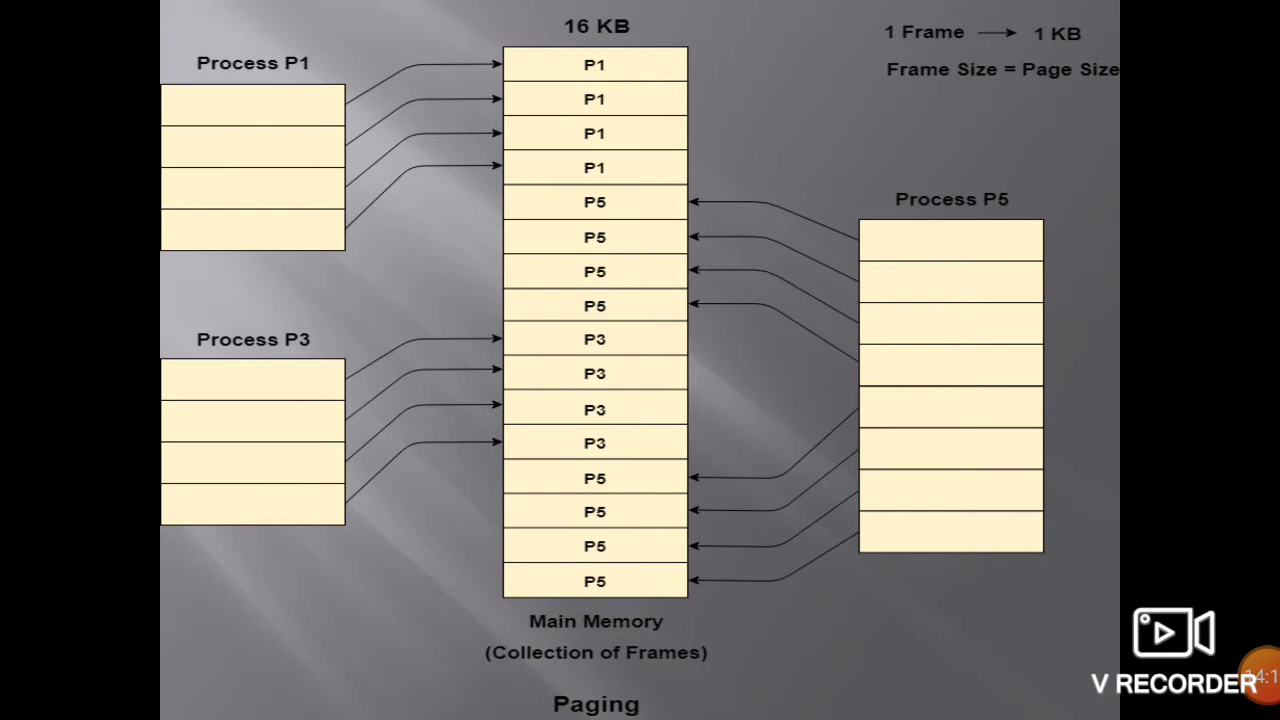 16 KB
1 Frame 1 KB
Frame Size = Page Size
Process P1
P1
P1
P1
P1
P5
P5
P5
P5
P3
P3
P3
P3
P5
P5
P5
P5
Process P5
Process P3
Main Memory
(Collection of Frames)
Paging
V RECORDER